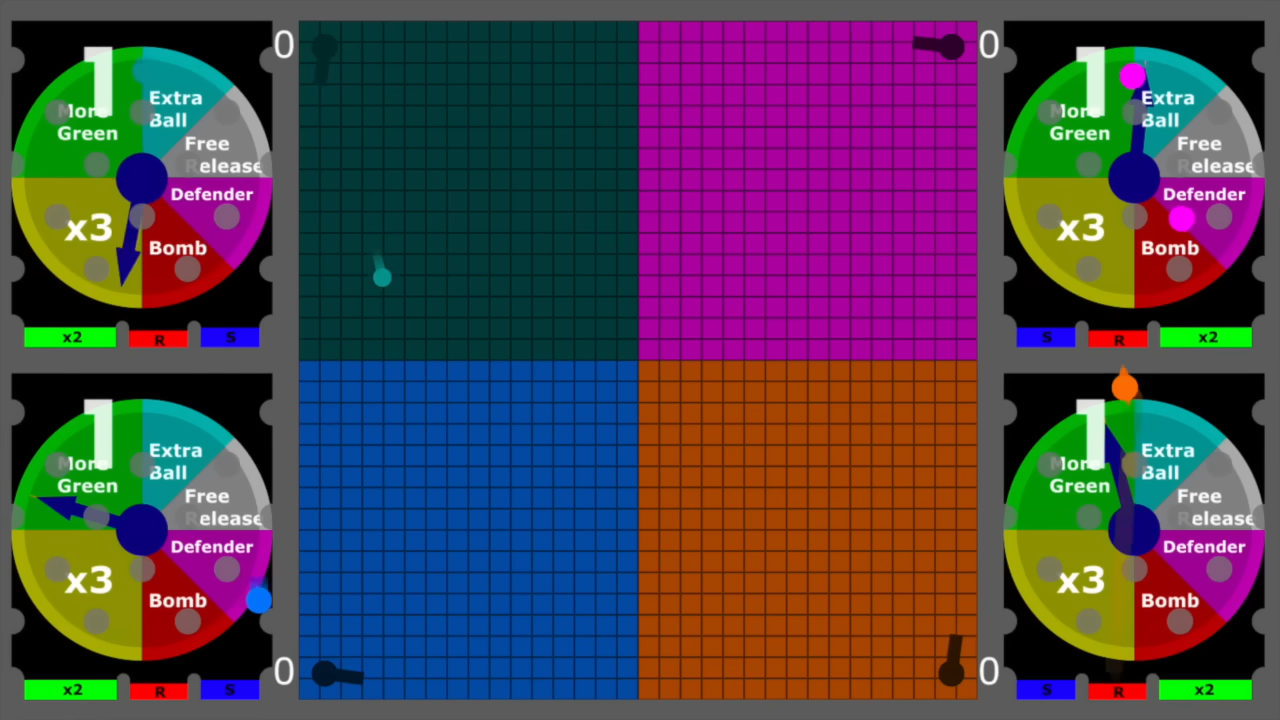 1
More
Green
Extra
Ball
Free
Release
Defender
x3
Bomb
x2
R
S
0
0
1
More
Green
Extra
Ball
Free
Release
Defender
x3
Bomb
S
R
x2
1
More
Green
Extra
Ball
Free
Release
Defender
x3
Bomb
x2
R
S
0
0
1
More
Green
Extra
Ball
Free
Release
Defender
x3
Bomb
S
R
x2